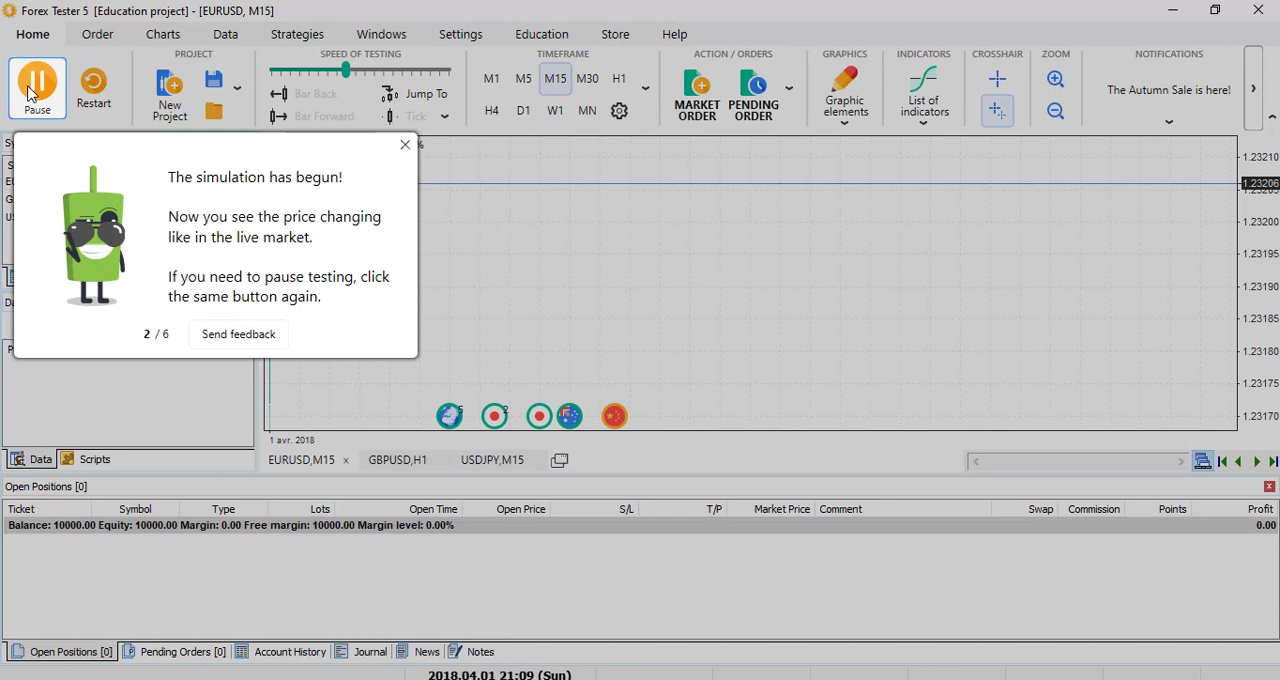 Forex Tester 5 [Education project] - [EURUSD, M15]
Home Order Charts Data Strategies Windows Settings Education Store Help
PROJECT SPEED OF TESTING TIMEFRAME ACTION / ORDERS GRAPHICS INDICATORS CROSSHAIR ZOOM NOTIFICATIONS
Pause Restart New Project
Bar Back Jump To
Bar Forward Tick
M1 M5 M15 M30 H1
H4 D1 W1 MN
MARKET ORDER PENDING ORDER
Graphic elements
List of indicators
The Autumn Sale is here!
The simulation has begun!
Now you see the price changing
like in the live market.
If you need to pause testing, click
the same button again.
2 / 6 Send feedback
%
1.23210
1.23206
1.23200
1.23195
1.23190
1.23185
1.23180
1.23175
1.23170
5 2
1 avr. 2018
Data Scripts
EURUSD,M15 × GBPUSD,H1 USDJPY,M15
Open Positions [0]
Ticket Symbol Type Lots Open Time Open Price S/L T/P Market Price Comment Swap Commission Points Profit
Balance: 10000.00 Equity: 10000.00 Margin: 0.00 Free margin: 10000.00 Margin level: 0.00% 0.00
Open Positions [0] Pending Orders [0] Account History Journal News Notes
2018.04.01 21:09 (Sun)